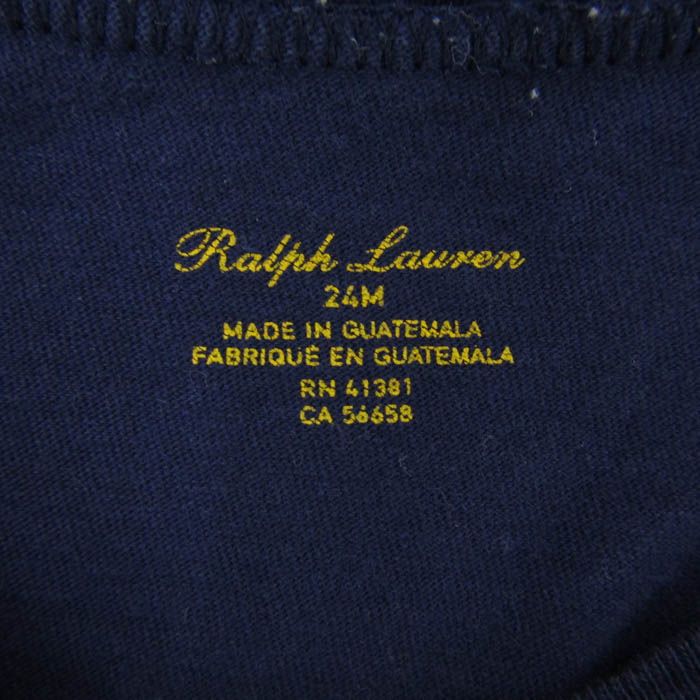 Ralph Lauren
24M
MADE IN GUATEMALA
FABRIQUÉ EN GUATEMALA
RN 41381
CA 56658